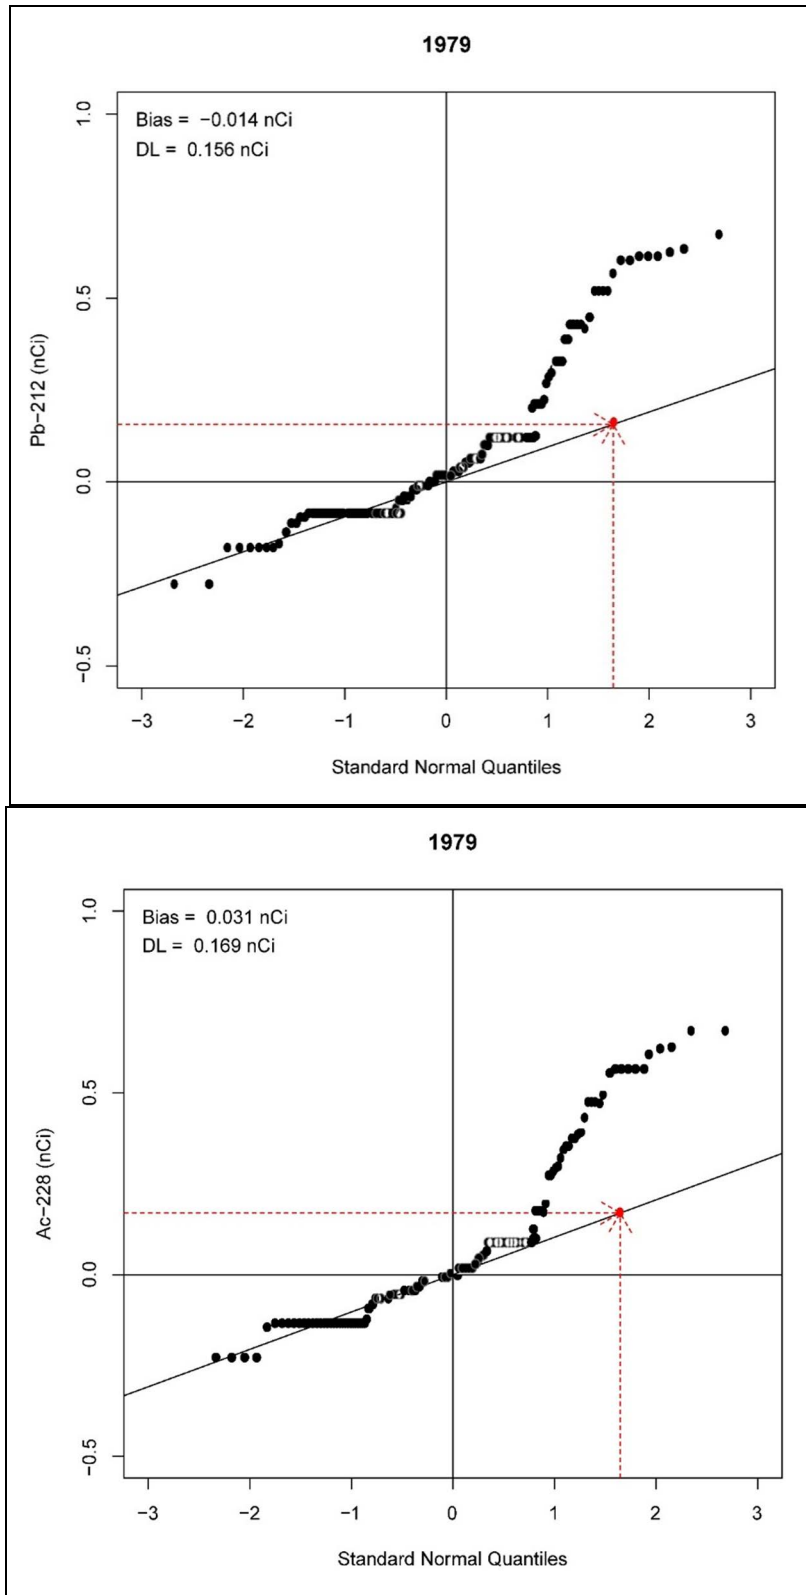 1979
Bias = −0.014 nCi
DL = 0.156 nCi
1.0
0.5
0.0
−0.5
Pb−212 (nCi)
−3 −2 −1 0 1 2 3
Standard Normal Quantiles
1979
Bias = 0.031 nCi
DL = 0.169 nCi
1.0
0.5
0.0
−0.5
Ac−228 (nCi)
−3 −2 −1 0 1 2 3
Standard Normal Quantiles